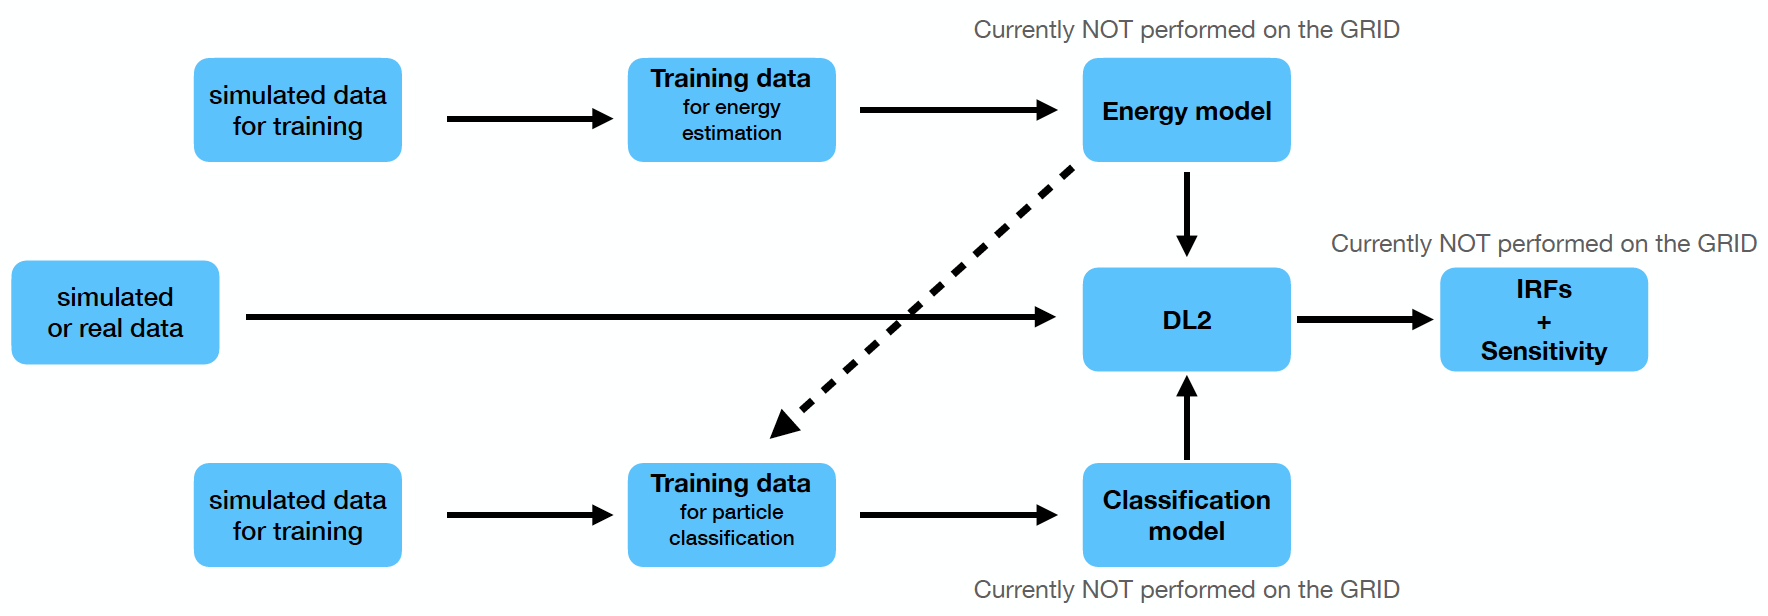 Currently NOT performed on the GRID
simulated data
for training
Training data
for energy
estimation
Energy model
Currently NOT performed on the GRID
simulated
or real data
DL2
IRFs
+
Sensitivity
simulated data
for training
Training data
for particle
classification
Classification
model
Currently NOT performed on the GRID